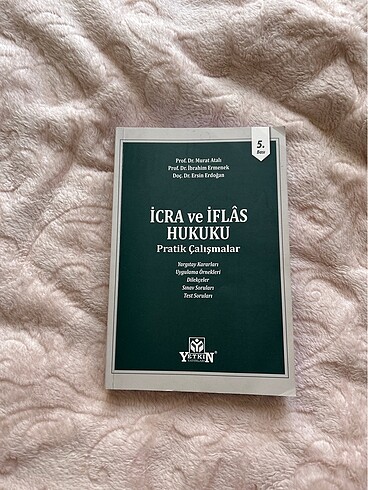 5.
Bası
Prof. Dr. Murat Atalı
Prof. Dr. İbrahim Ermenek
Doç. Dr. Ersin Erdoğan
İCRA ve İFLÂS
HUKUKU
Pratik Çalışmalar
Yargıtay Kararları
Uygulama Örnekleri
Dilekçeler
Sınav Soruları
Test Soruları
YETKİN